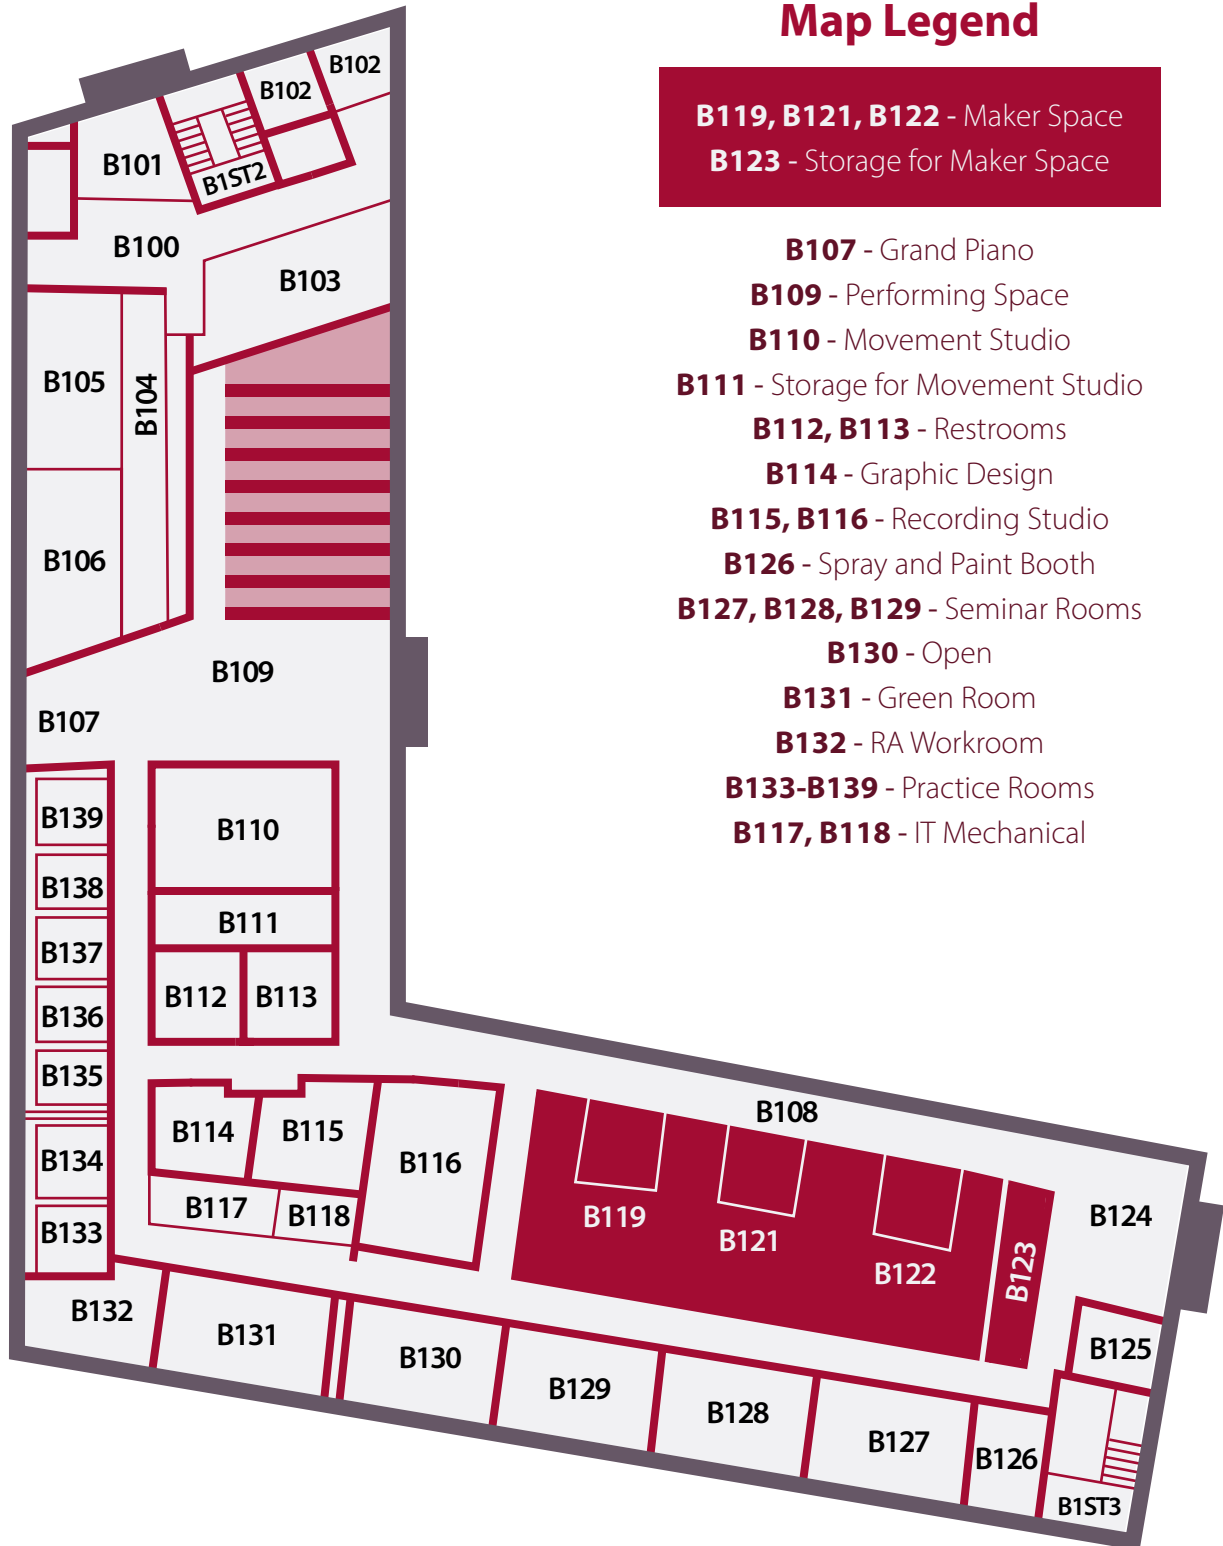 Map Legend
B119, B121, B122 - Maker Space
B123 - Storage for Maker Space
B107 - Grand Piano
B109 - Performing Space
B110 - Movement Studio
B111 - Storage for Movement Studio
B112, B113 - Restrooms
B114 - Graphic Design
B115, B116 - Recording Studio
B126 - Spray and Paint Booth
B127, B128, B129 - Seminar Rooms
B130 - Open
B131 - Green Room
B132 - RA Workroom
B133-B139 - Practice Rooms
B117, B118 - IT Mechanical
B102
B102
B101
B1ST2
B100
B103
B105
B104
B106
B109
B107
B139
B110
B138
B111
B137
B112
B113
B136
B135
B108
B114
B115
B134
B116
B117
B118
B133
B119
B121
B122
B123
B124
B132
B131
B130
B129
B128
B127
B126
B125
B1ST3